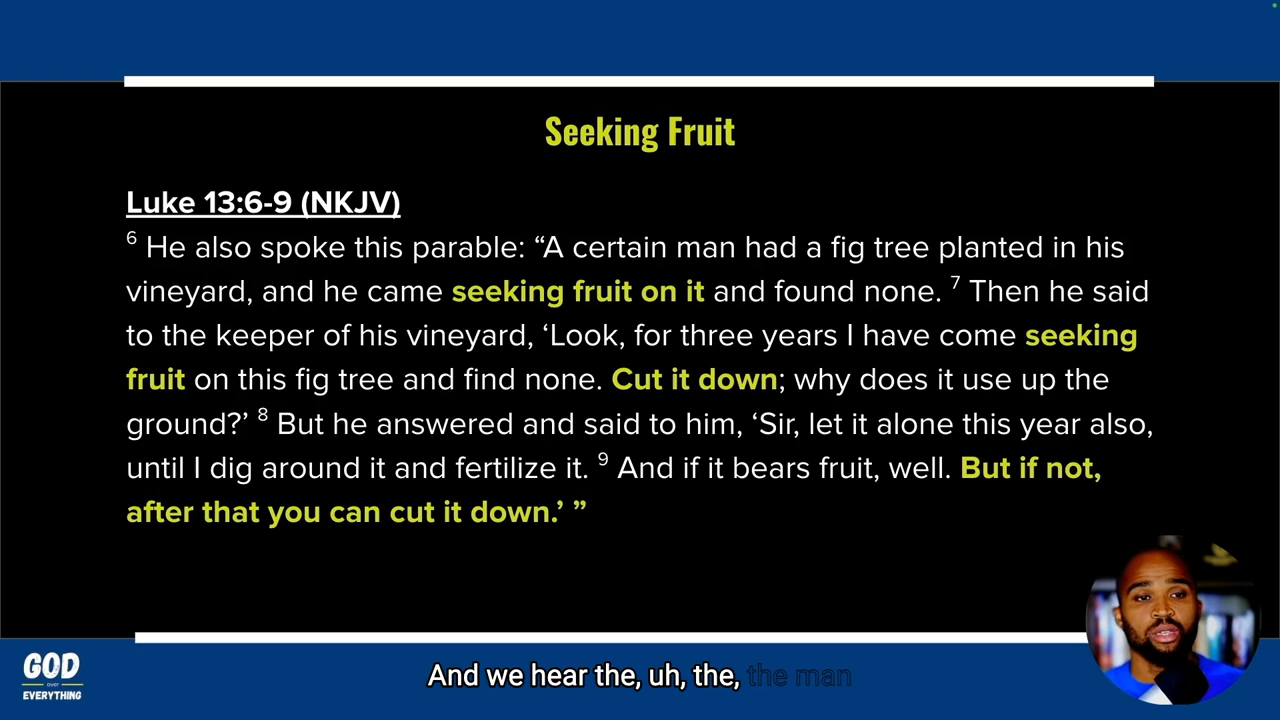 Seeking Fruit
Luke 13:6-9 (NKJV)
6 He also spoke this parable: “A certain man had a fig tree planted in his
vineyard, and he came seeking fruit on it and found none. 7 Then he said
to the keeper of his vineyard, ‘Look, for three years I have come seeking
fruit on this fig tree and find none. Cut it down; why does it use up the
ground?’ 8 But he answered and said to him, ‘Sir, let it alone this year also,
until I dig around it and fertilize it. 9 And if it bears fruit, well. But if not,
after that you can cut it down.’ ”
GOD
over
EVERYTHING
And we hear the, uh, the, the man